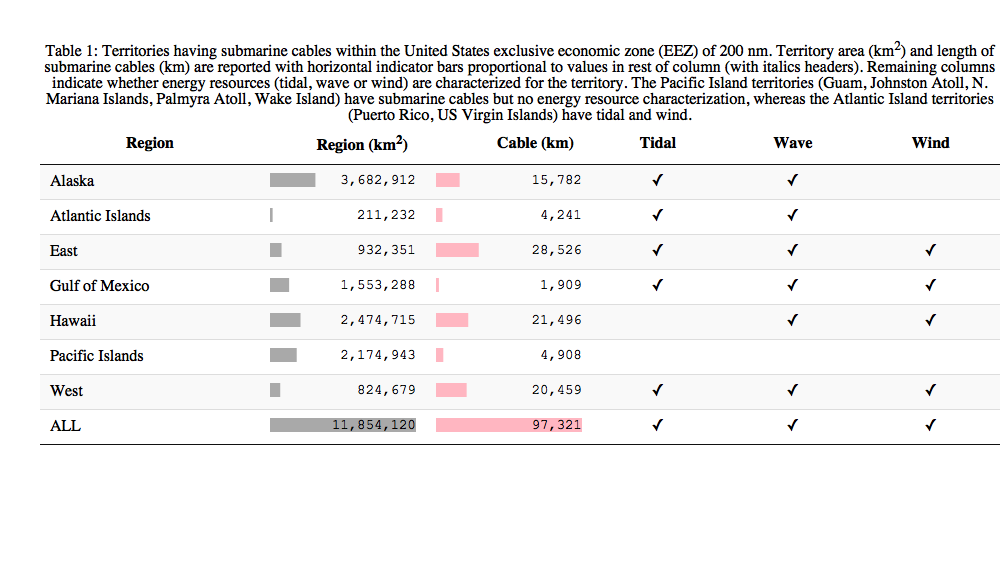 Table 1: Territories having submarine cables within the United States exclusive economic zone (EEZ) of 200 nm. Territory area (km²) and length of
submarine cables (km) are reported with horizontal indicator bars proportional to values in rest of column (with italics headers). Remaining columns
indicate whether energy resources (tidal, wave or wind) are characterized for the territory. The Pacific Island territories (Guam, Johnston Atoll, N.
Mariana Islands, Palmyra Atoll, Wake Island) have submarine cables but no energy resource characterization, whereas the Atlantic Island territories
(Puerto Rico, US Virgin Islands) have tidal and wind.
Region Region (km²) Cable (km) Tidal Wave Wind
Alaska 3,682,912 15,782 ✓ ✓
Atlantic Islands 211,232 4,241 ✓ ✓
East 932,351 28,526 ✓ ✓ ✓
Gulf of Mexico 1,553,288 1,909 ✓ ✓ ✓
Hawaii 2,474,715 21,496 ✓ ✓
Pacific Islands 2,174,943 4,908
West 824,679 20,459 ✓ ✓ ✓
ALL 11,854,120 97,321 ✓ ✓ ✓